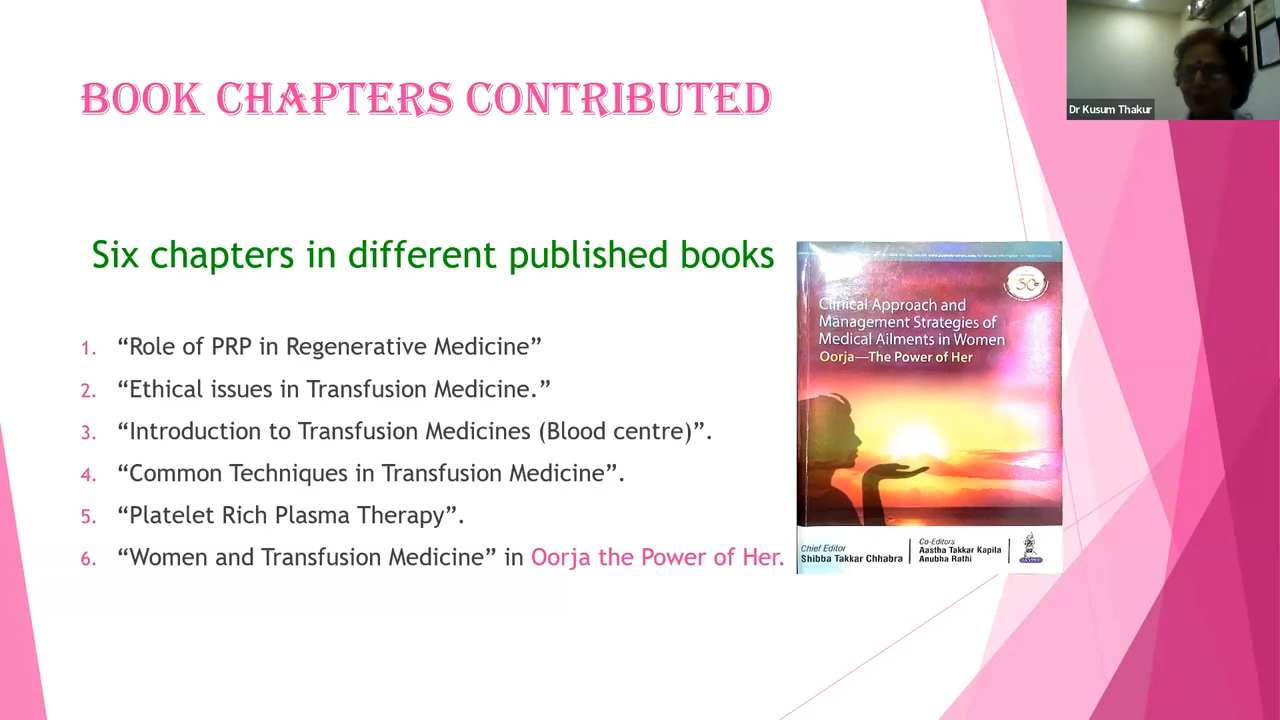 BOOK CHAPTERS CONTRIBUTED
Dr Kusum Thakur
Six chapters in different published books
1. “Role of PRP in Regenerative Medicine”
2. “Ethical issues in Transfusion Medicine.”
3. “Introduction to Transfusion Medicines (Blood centre)”.
4. “Common Techniques in Transfusion Medicine”.
5. “Platelet Rich Plasma Therapy”.
6. “Women and Transfusion Medicine” in Oorja the Power of Her.
50
Clinical Approach and
Management Strategies of
Medical Ailments in Women
Oorja—The Power of Her
Chief Editor
Shibba Takkar Chhabra
Co-Editors
Aastha Takkar Kapila
Anubha Rathi